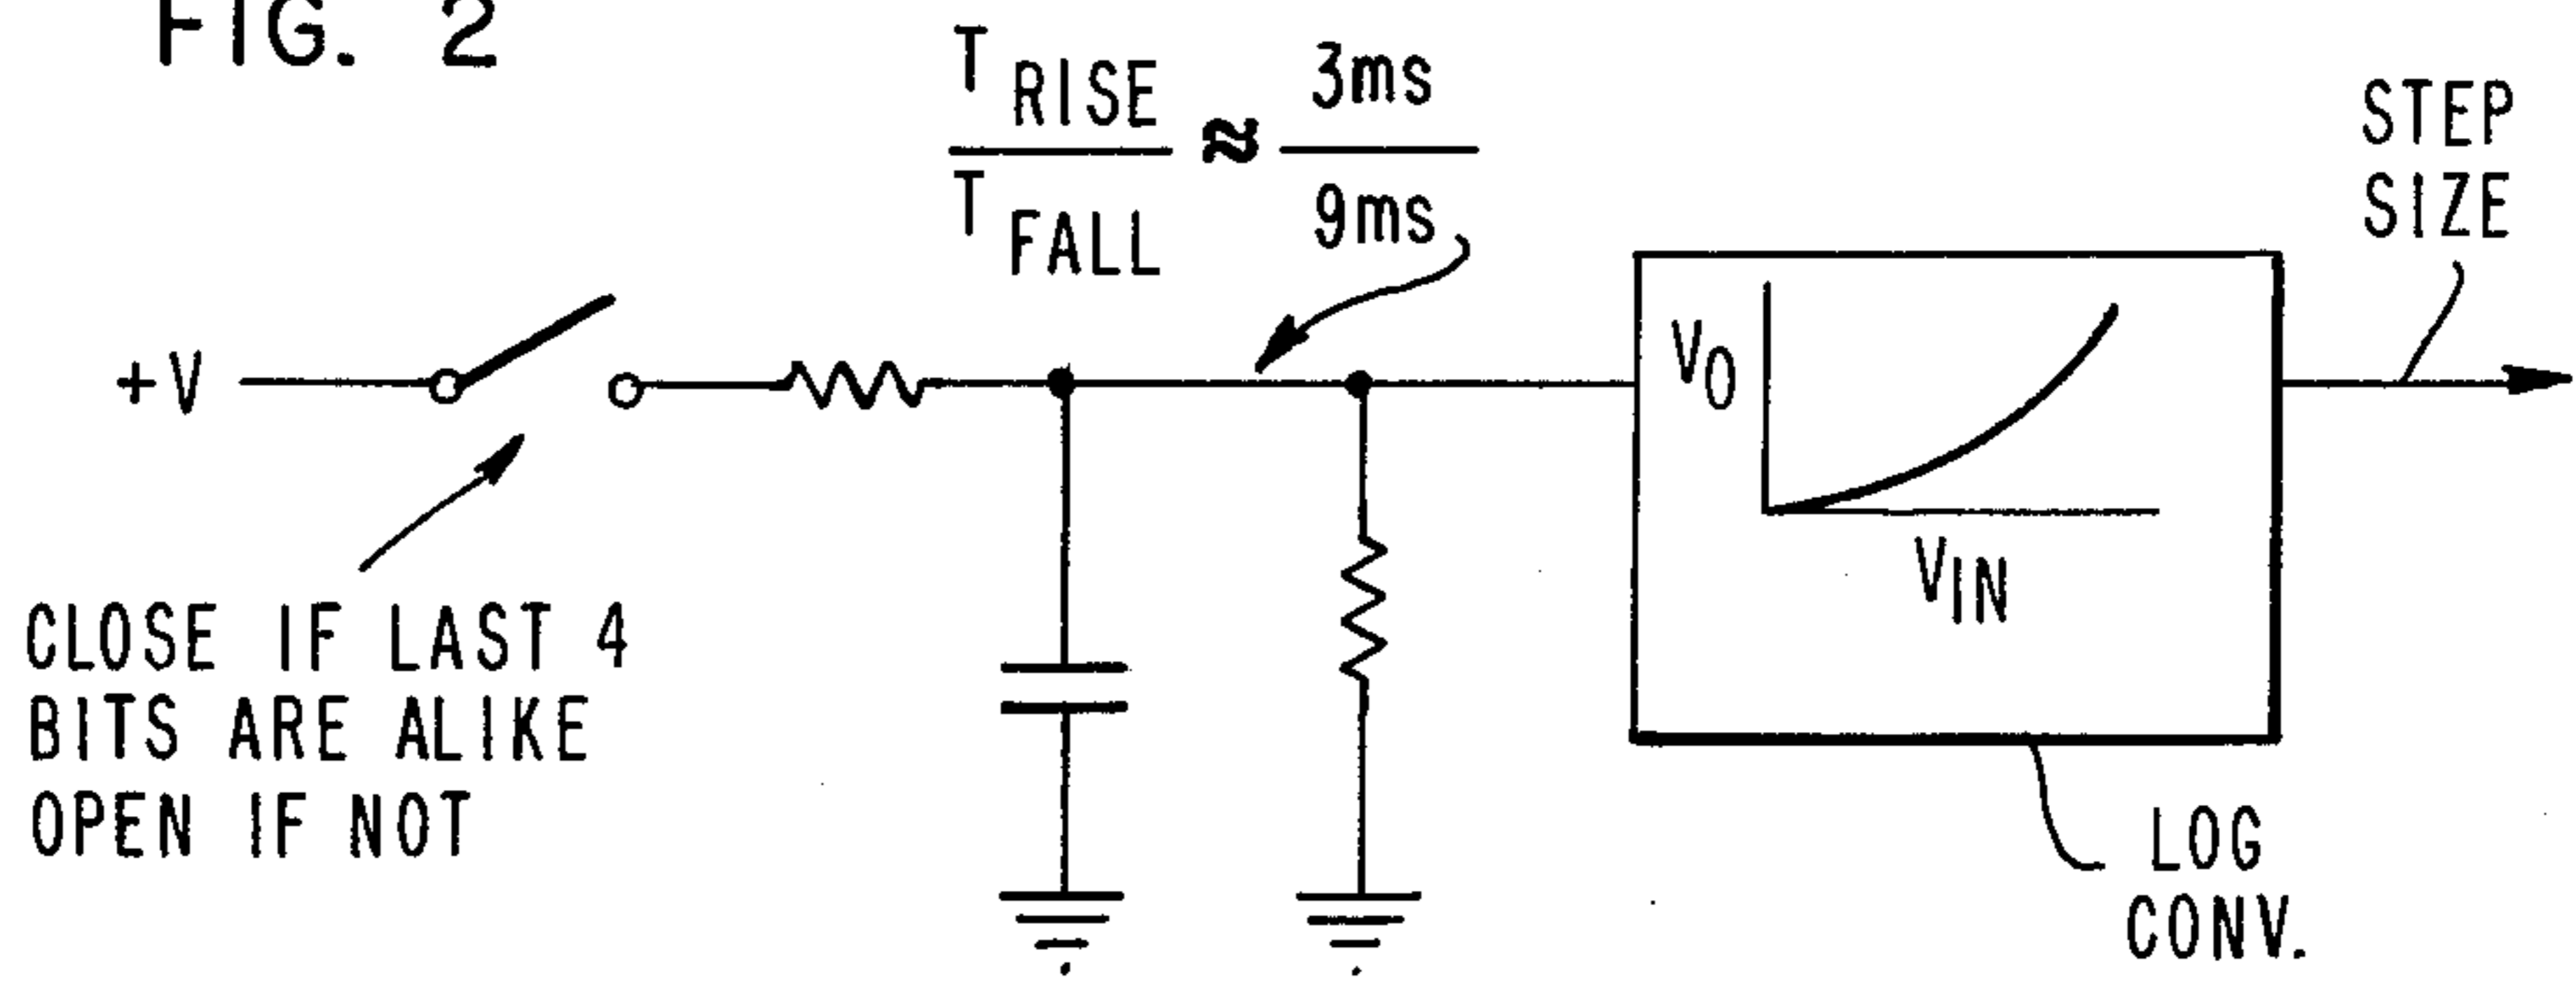 FIG. 2
T RISE
T FALL
≈
3ms
9ms
STEP
SIZE
+V
VO
VIN
CLOSE IF LAST 4
BITS ARE ALIKE
OPEN IF NOT
LOG
CONV.